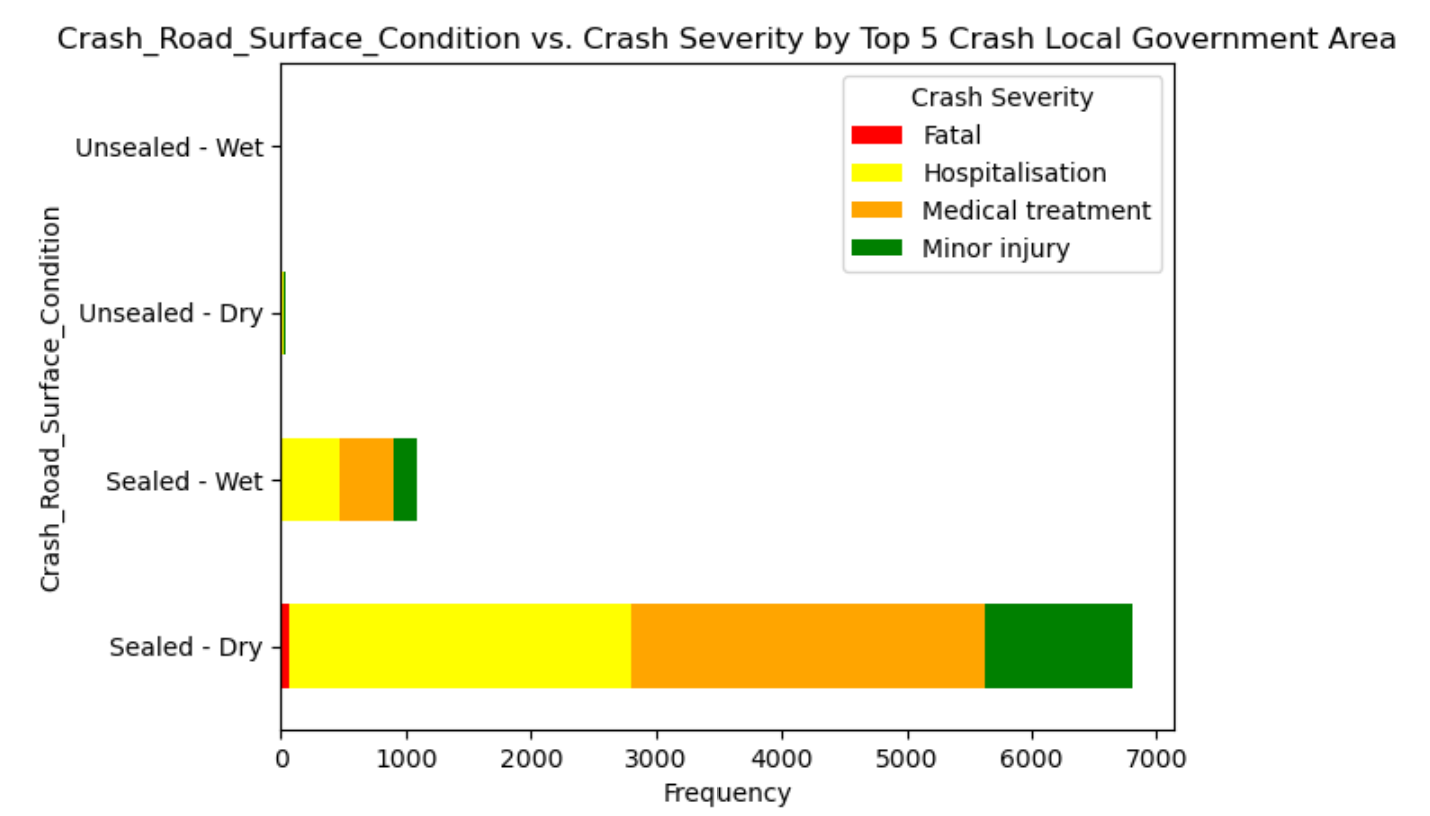 Crash_Road_Surface_Condition vs. Crash Severity by Top 5 Crash Local Government Area
Crash Severity
Fatal
Hospitalisation
Medical treatment
Minor injury
Crash_Road_Surface_Condition
Unsealed - Wet
Unsealed - Dry
Sealed - Wet
Sealed - Dry
0 1000 2000 3000 4000 5000 6000 7000
Frequency